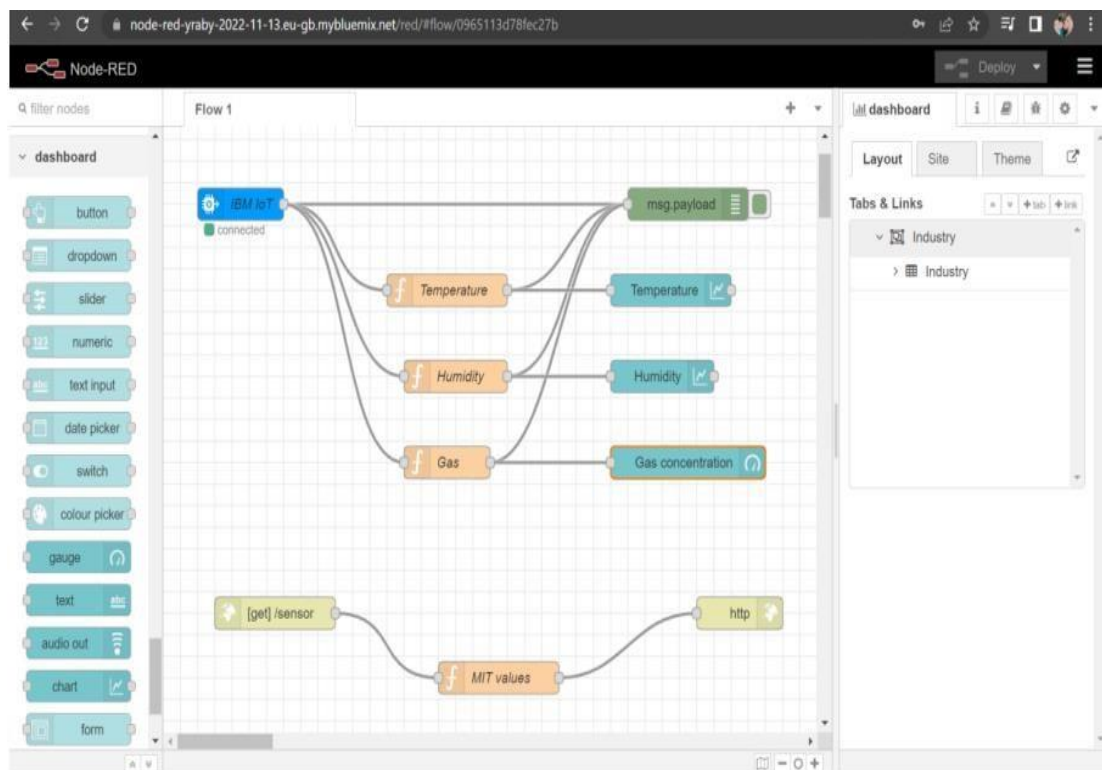 node-red-yraby-2022-11-13.eu-gb.mybluemix.net/red/#flow/0965113d78fec27b
Node-RED
Deploy
filter nodes
Flow 1
dashboard
i
dashboard
Layout
Site
Theme
Tabs & Links
tab
link
Industry
Industry
button
dropdown
slider
123
numeric
abc
text input
date picker
switch
colour picker
gauge
text
abc
audio out
chart
form
IBM IoT
connected
msg.payload
f
Temperature
Temperature
f
Humidity
Humidity
f
Gas
Gas concentration
[get] /sensor
http
f
MIT values